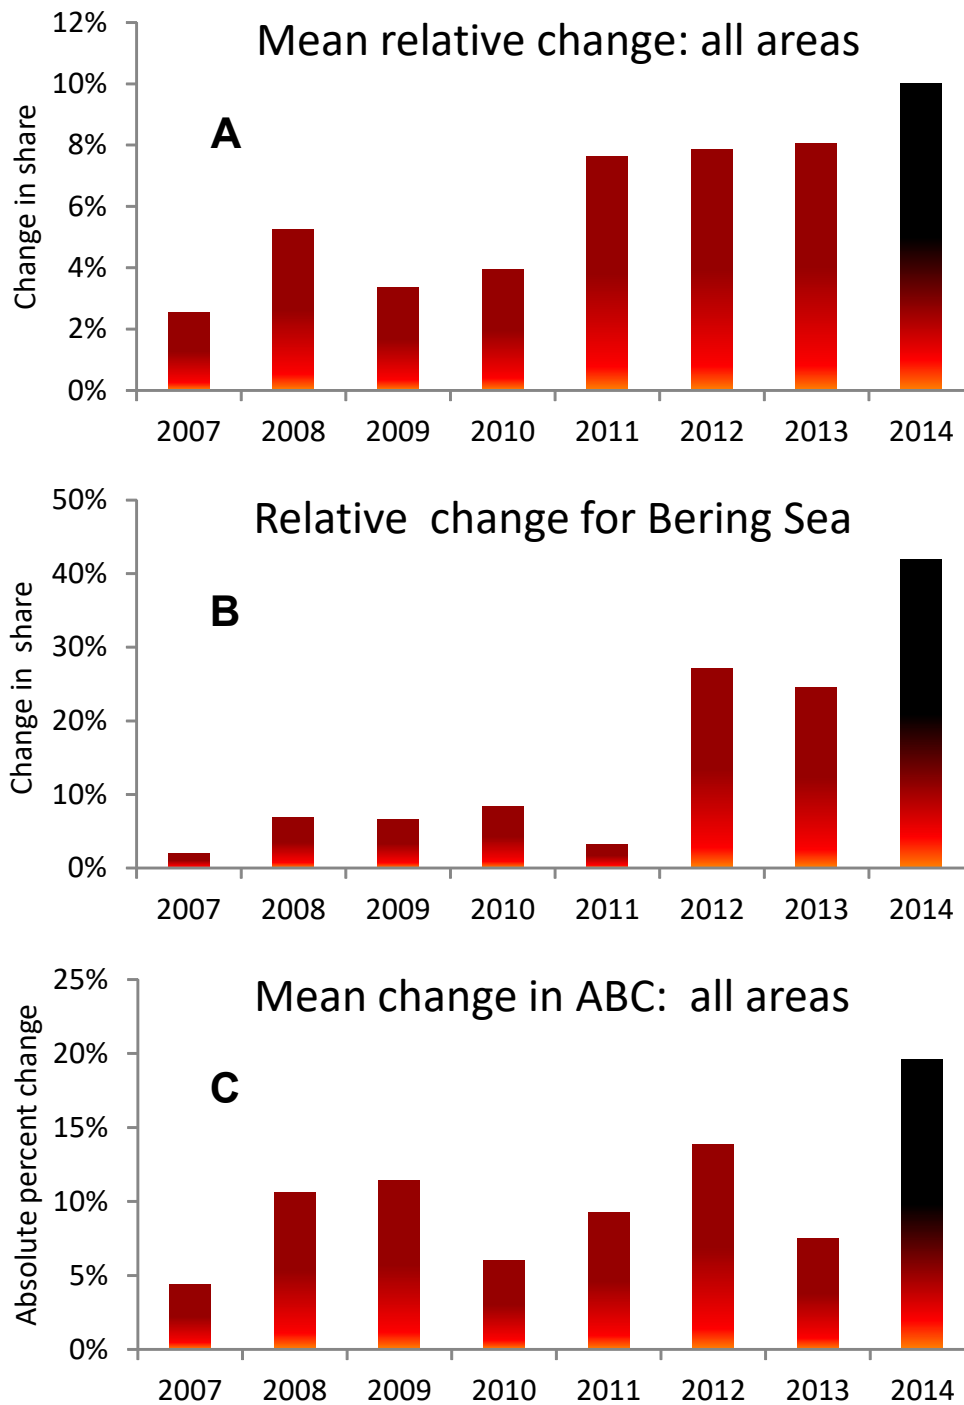 Mean relative change: all areas
A
Change in share
12%
10%
8%
6%
4%
2%
0%
2007 2008 2009 2010 2011 2012 2013 2014
Relative  change for Bering Sea
B
Change in  share
50%
40%
30%
20%
10%
0%
2007 2008 2009 2010 2011 2012 2013 2014
Mean change in ABC:  all areas
C
Absolute percent change
25%
20%
15%
10%
5%
0%
2007 2008 2009 2010 2011 2012 2013 2014